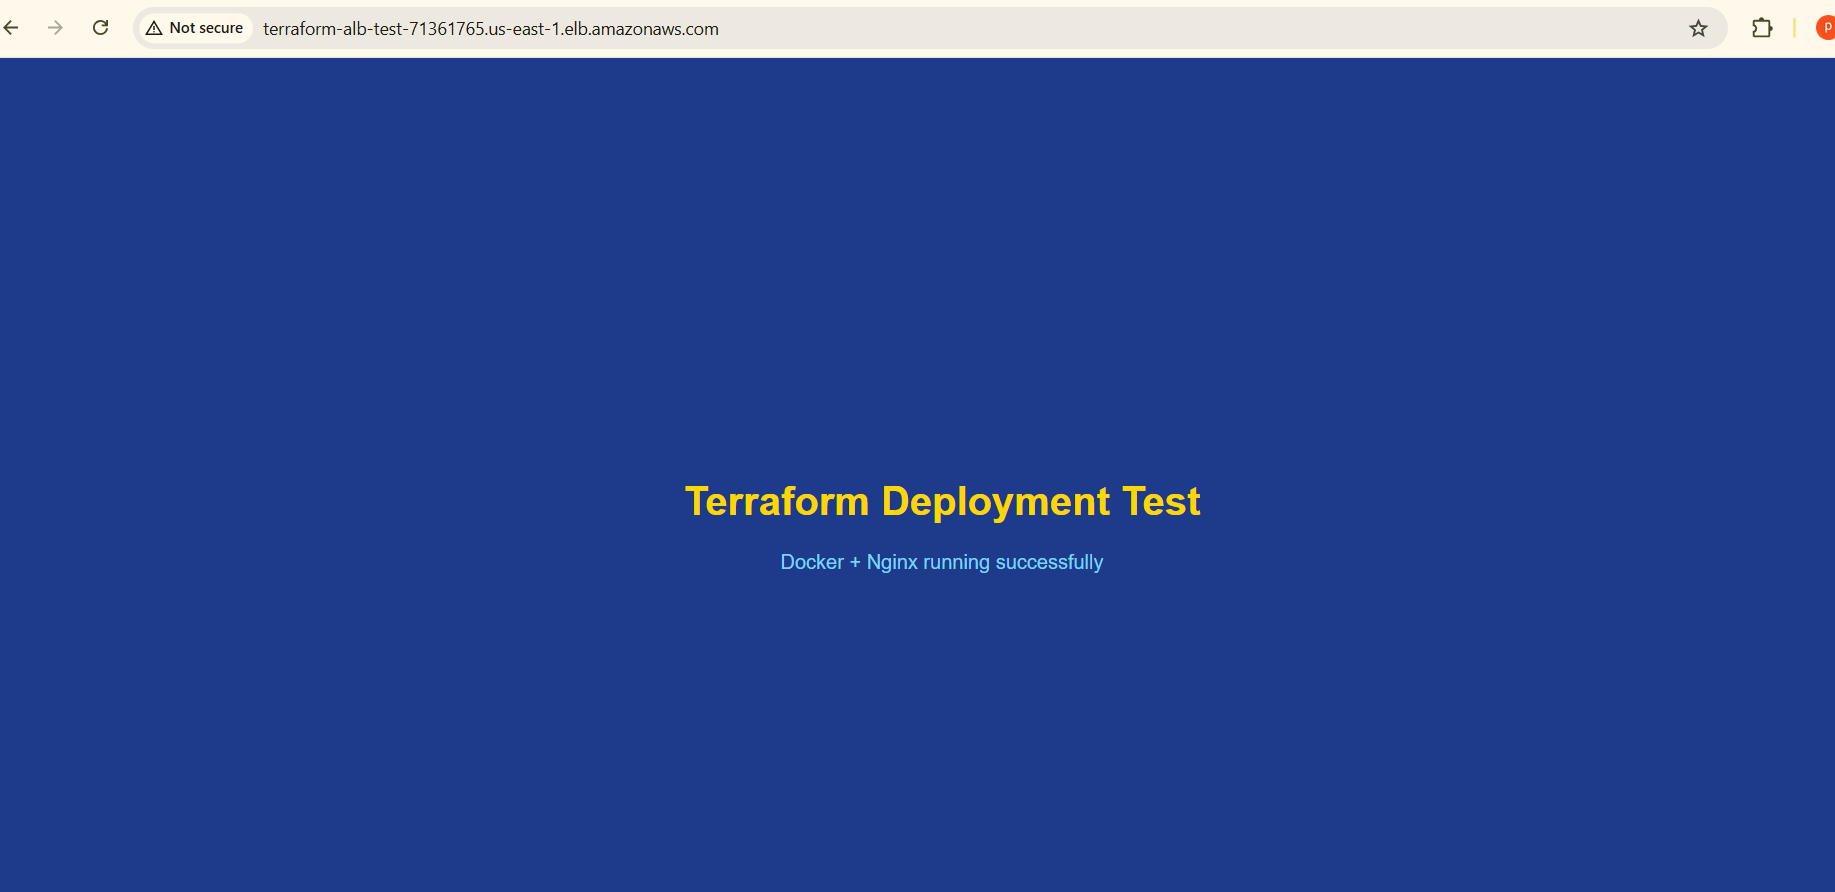 Not secure terraform-alb-test-71361765.us-east-1.elb.amazonaws.com
p
Terraform Deployment Test
Docker + Nginx running successfully